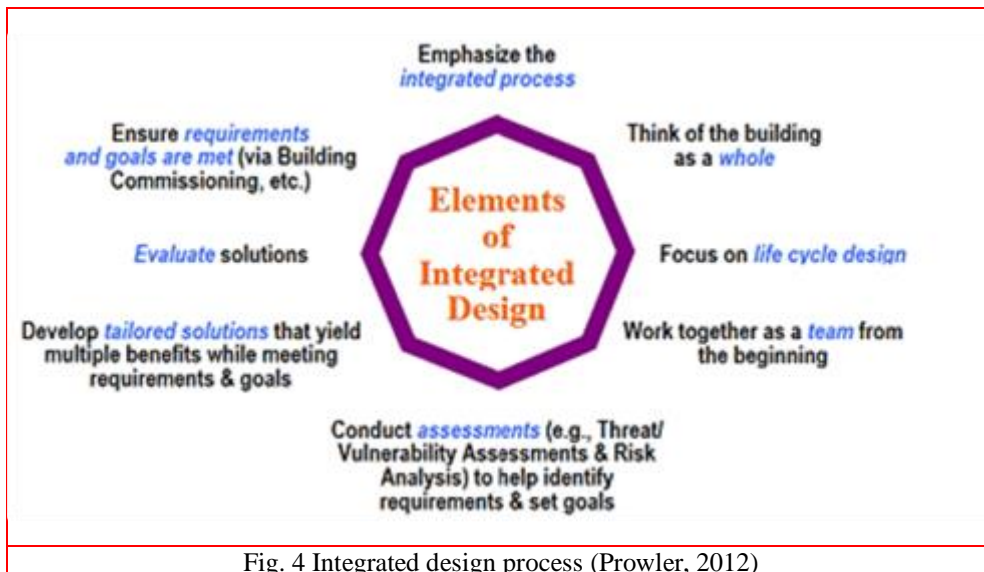 Emphasize the
integrated process
Think of the building
as a whole
Focus on life cycle design
Work together as a team from
the beginning
Conduct assessments (e.g., Threat/
Vulnerability Assessments & Risk
Analysis) to help identify
requirements & set goals
Develop tailored solutions that yield
multiple benefits while meeting
requirements & goals
Evaluate solutions
Ensure requirements
and goals are met (via Building
Commissioning, etc.)
Elements
of
Integrated
Design
Fig. 4 Integrated design process (Prowler, 2012)